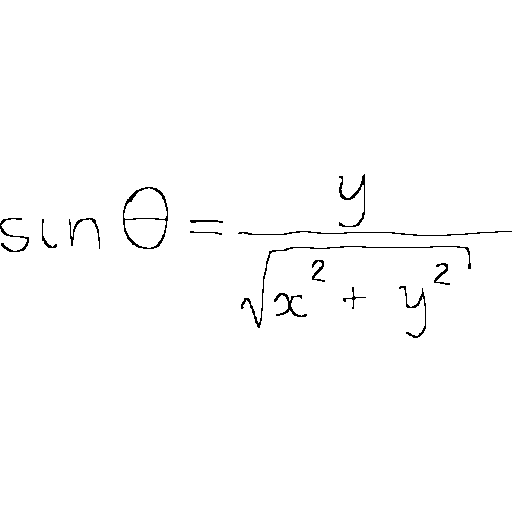 sin θ = y / √(x² + y²)